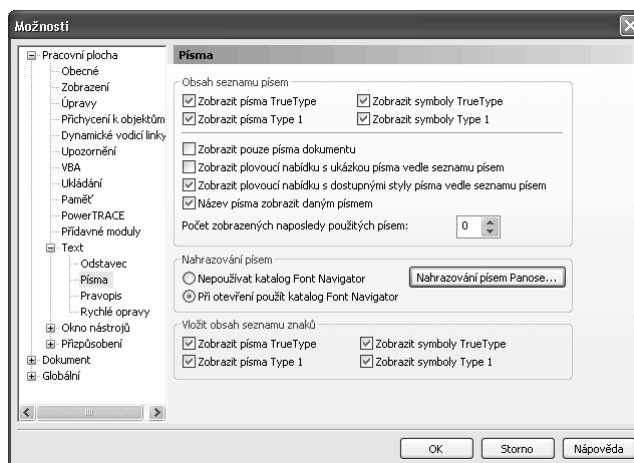 Možnosti
Pracovní plocha
Obecné
Zobrazení
Úpravy
Přichycení k objektům
Dynamické vodicí linky
Upozornění
VBA
Ukládání
Paměť
PowerTRACE
Přídavné moduly
Text
Odstavec
Písma
Pravopis
Rychlé opravy
Okno nástrojů
Přizpůsobení
Dokument
Globální
Písma
Obsah seznamu písem
Zobrazit písma TrueType
Zobrazit symboly TrueType
Zobrazit písma Type 1
Zobrazit symboly Type 1
Zobrazit pouze písma dokumentu
Zobrazit plovoucí nabídku s ukázkou písma vedle seznamu písem
Zobrazit plovoucí nabídku s dostupnými styly písma vedle seznamu písem
Název písma zobrazit daným písmem
Počet zobrazených naposledy použitých písem: 0
Nahrazování písem
Nepoužívat katalog Font Navigator
Nahrazování písem Panose...
Při otevření použít katalog Font Navigator
Vložit obsah seznamu znaků
Zobrazit písma TrueType
Zobrazit symboly TrueType
Zobrazit písma Type 1
Zobrazit symboly Type 1
OK
Storno
Nápověda